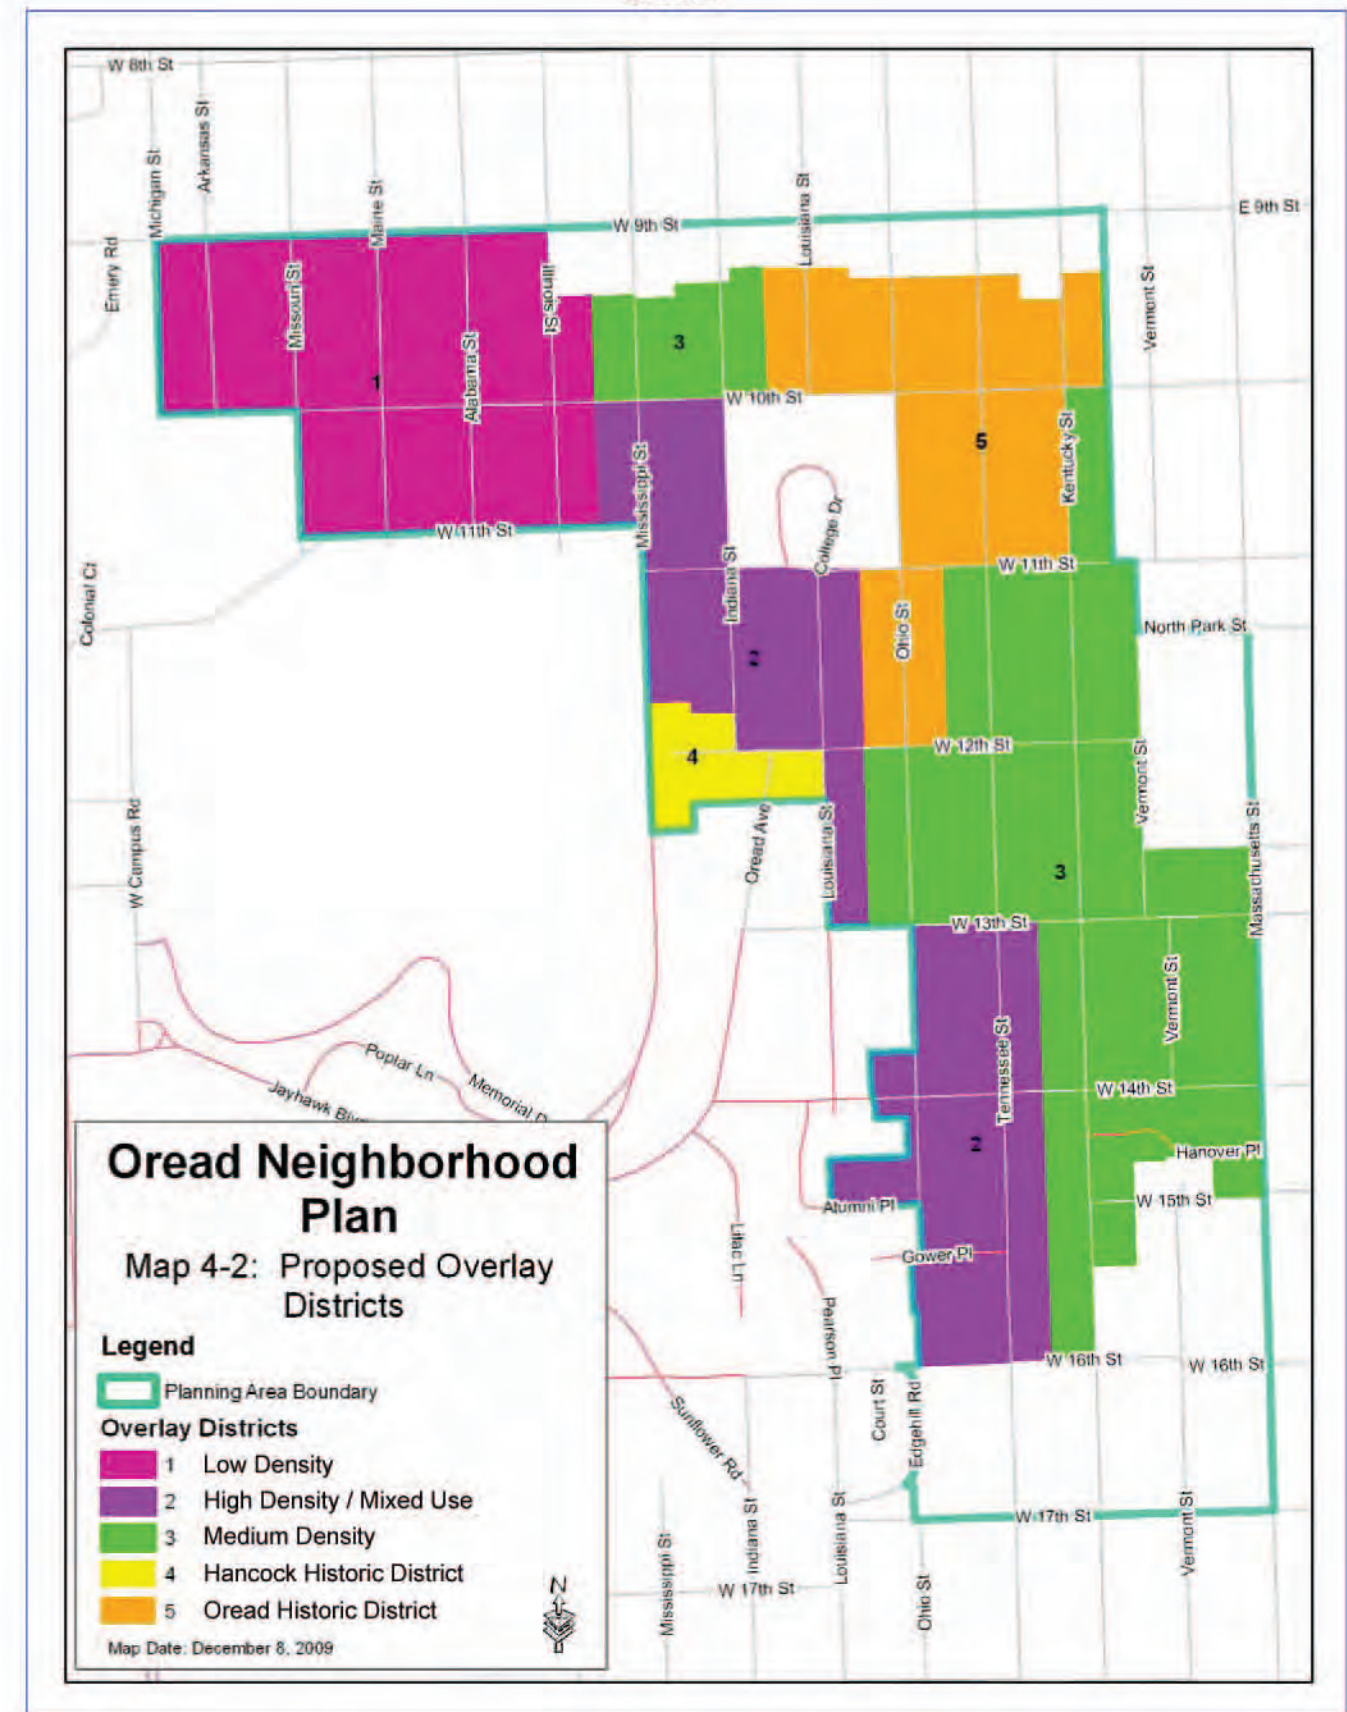 W 8th St
Arkansas St
Michigan St
Maine St
Louisiana St
E 9th St
W 9th St
Emery Rd
Missouri St
Illinois St
Vermont St
Alabama St
3
1
W 10th St
5
Kentucky St
Mississippi St
W 11th St
College Dr
W 11th St
Colonial Ct
Indiana St
Ohio St
North Park St
2
W 12th St
4
Vermont St
W Campus Rd
Oread Ave
Louisiana St
Massachusetts St
3
W 13th St
Vermont St
Tennessee St
Poplar Ln
Memorial D
Jayhawk Blv
W 14th St
2
Hanover Pl
Alumni Pl
W 15th St
Lilac Ln
Gower Pl
Pearson Pl
W 16th St
W 16th St
Court St
Edgehill Rd
Sunflower Rd
Indiana St
Louisiana St
W 17th St
Vermont St
Mississippi St
W 17th St
Ohio St
Oread Neighborhood
Plan
Map 4-2: Proposed Overlay
Districts
Legend
Planning Area Boundary
Overlay Districts
1 Low Density
2 High Density / Mixed Use
3 Medium Density
4 Hancock Historic District
5 Oread Historic District
N
Map Date: December 8, 2009